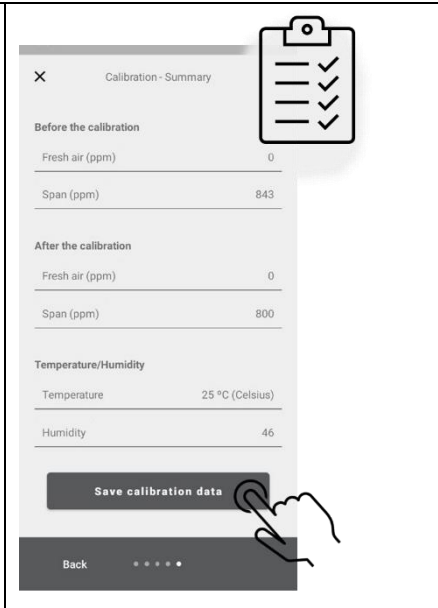 Calibration - Summary
Before the calibration
Fresh air (ppm) 0
Span (ppm) 843
After the calibration
Fresh air (ppm) 0
Span (ppm) 800
Temperature/Humidity
Temperature 25 ºC (Celsius)
Humidity 46
Save calibration data
Back